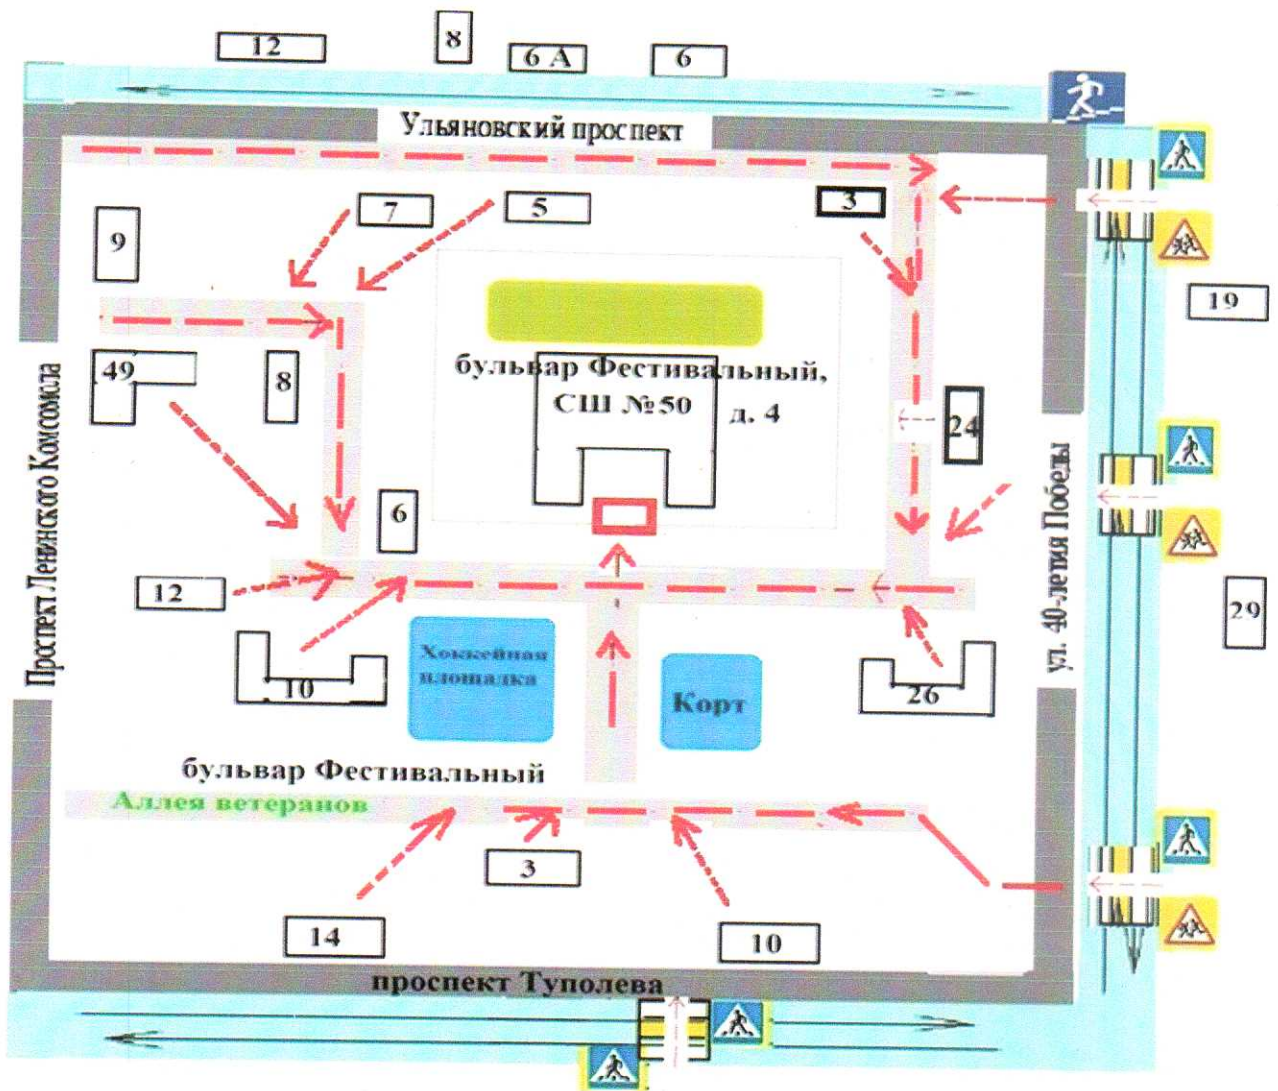 12
8
6 А
6
Ульяновский проспект
7
5
3
9
19
49
8
бульвар Фестивальный,
СШ №50
д. 4
24
Проспект Ленинского Комсомола
ул. 40-летия Победы
6
12
29
Хоккейная
площадка
10
Корт
26
бульвар Фестивальный
Аллея ветеранов
3
14
10
проспект Туполева